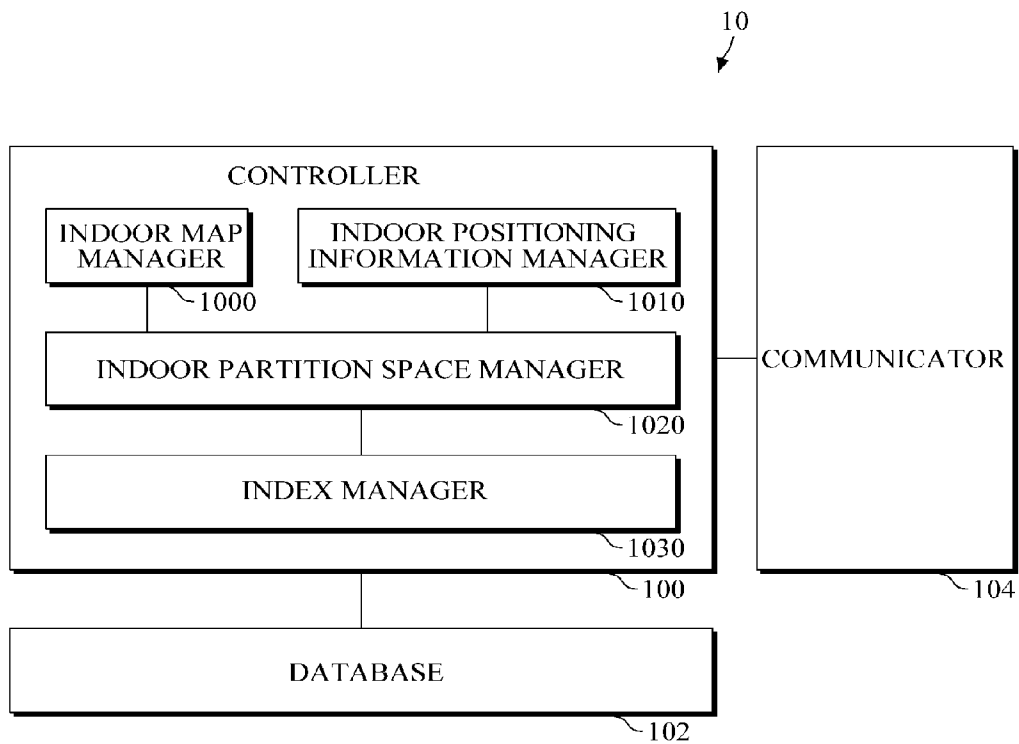 10
CONTROLLER
INDOOR MAP
MANAGER
1000
INDOOR POSITIONING
INFORMATION MANAGER
1010
INDOOR PARTITION SPACE MANAGER
1020
INDEX MANAGER
1030
100
COMMUNICATOR
104
DATABASE
102